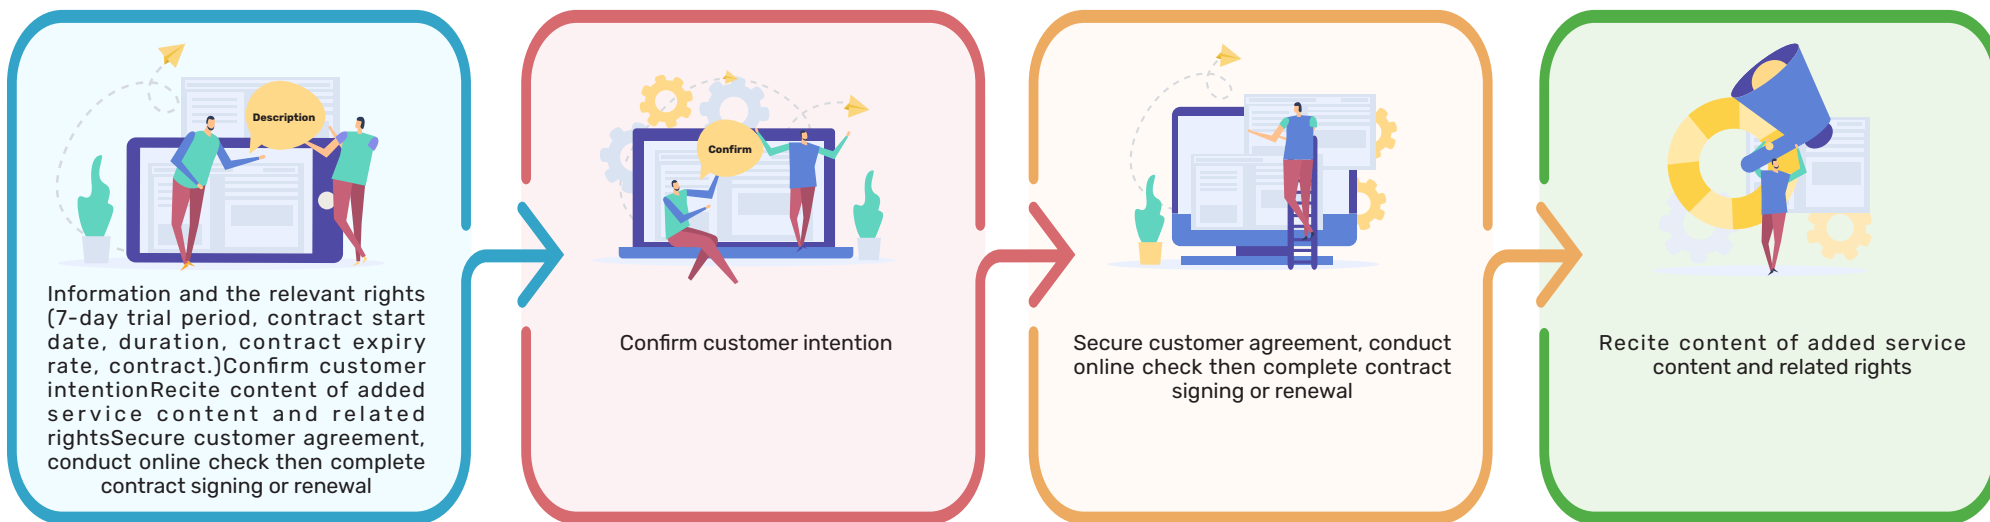 Description
Information and the relevant rights
(7-day trial period, contract start
date, duration, contract expiry
rate, contract.)Confirm customer
intentionRecite content of added
service content and related
rightsSecure customer agreement,
conduct online check then complete
contract signing or renewal
Confirm
Confirm customer intention
Secure customer agreement, conduct
online check then complete contract
signing or renewal
Recite content of added service
content and related rights